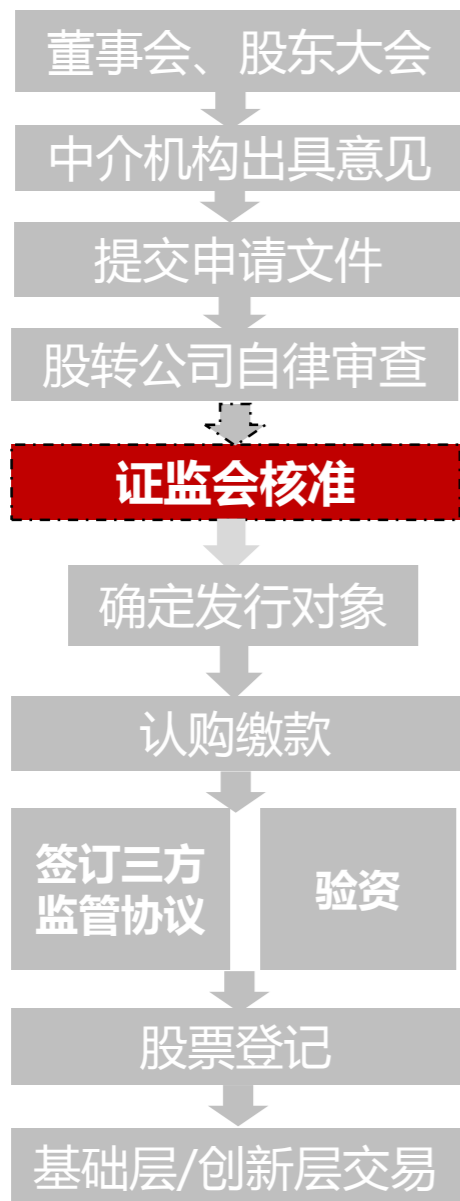 董事会、股东大会
中介机构出具意见
提交申请文件
股转公司自律审查
证监会核准
确定发行对象
认购缴款
签订三方
监管协议
验资
股票登记
基础层/创新层交易